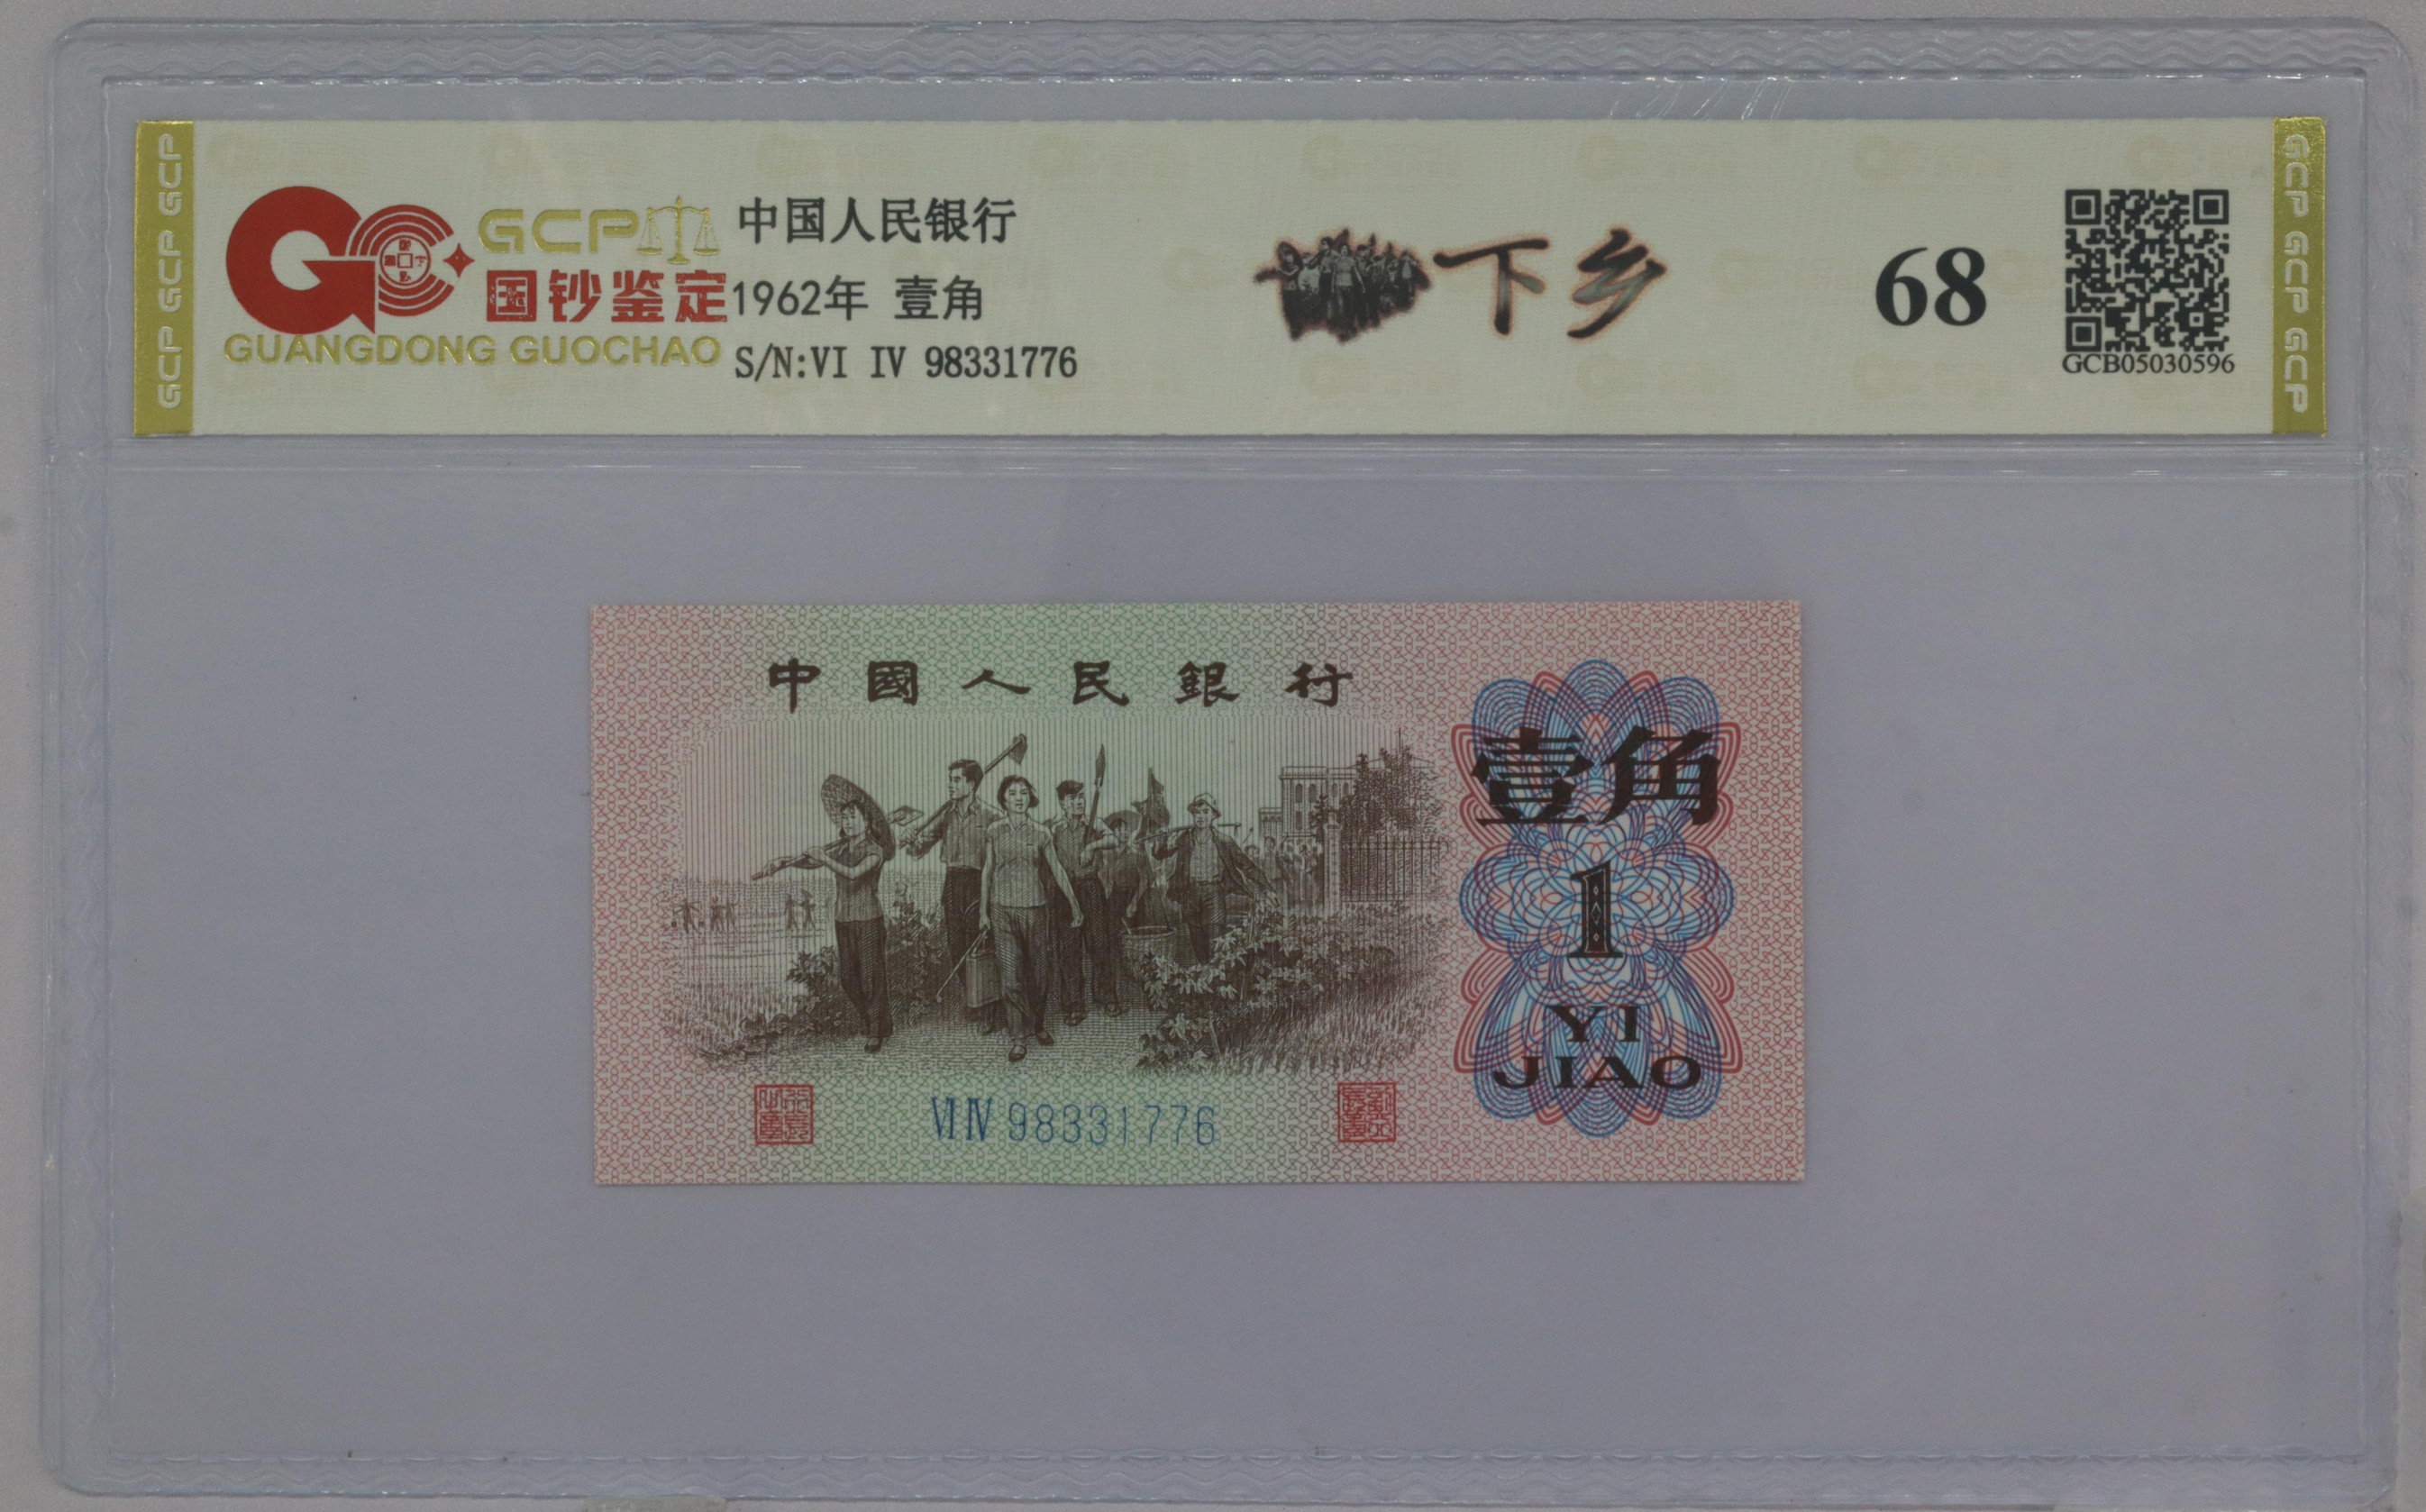 GCP GCP GCP
GCP
国钞鉴定
GUANGDONG GUOCHAO
中国人民银行
1962年 壹角
S/N:VI IV 98331776
下乡
68
GCB05030596
GCP GCP GCP
中國人民銀行
壹角
1
YI
JIAO
VI IV 98331776